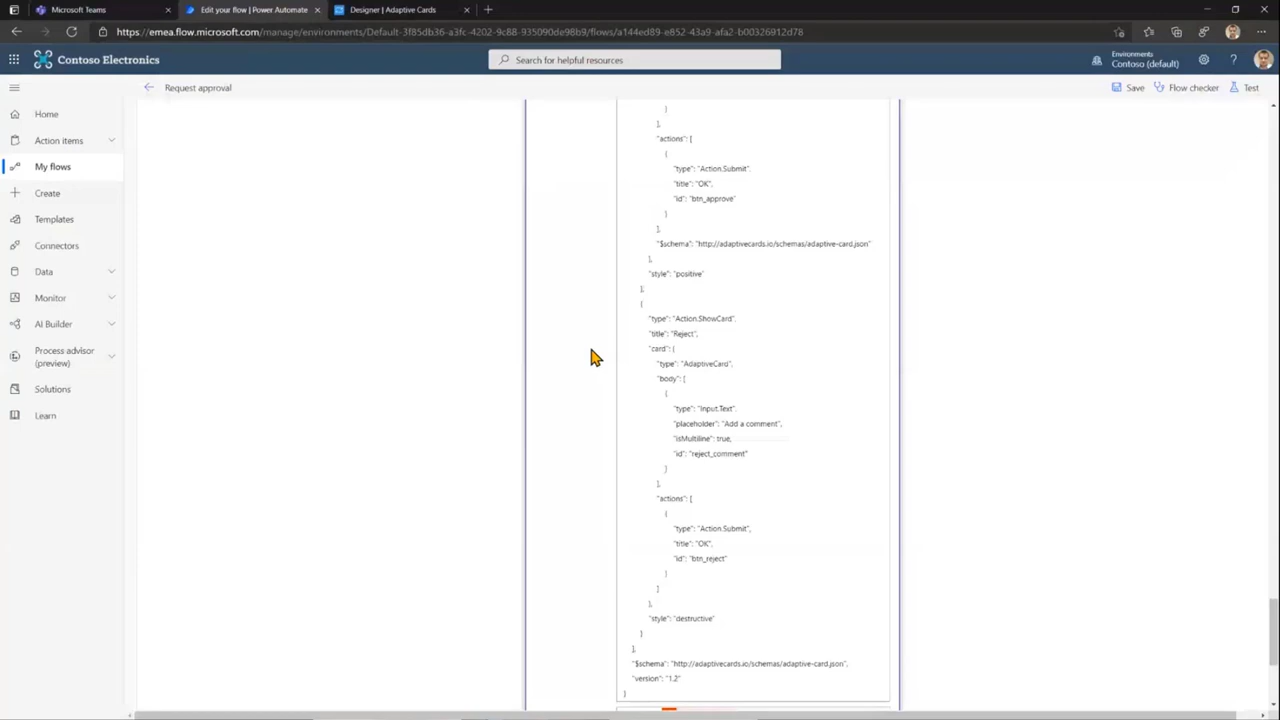 Microsoft Teams
Edit your flow | Power Automate
Designer | Adaptive Cards
https://emea.flow.microsoft.com/manage/environments/Default-3f85db36-a3fc-4202-9c88-935090de98b9/flows/a144ed89-e852-43a9-afa2-b00326912d78
Contoso Electronics
Search for helpful resources
Environments
Contoso (default)
Request approval
Save
Flow checker
Test
Home
Action items
My flows
Create
Templates
Connectors
Data
Monitor
AI Builder
Process advisor
(preview)
Solutions
Learn
}
],
"actions": [
{
"type": "Action.Submit",
"title": "OK",
"id": "btn_approve"
}
],
"$schema": "http://adaptivecards.io/schemas/adaptive-card.json"
},
"style": "positive"
},
{
"type": "Action.ShowCard",
"title": "Reject",
"card": {
"type": "AdaptiveCard",
"body": [
{
"type": "Input.Text",
"placeholder": "Add a comment",
"isMultiline": true,
"id": "reject_comment"
}
],
"actions": [
{
"type": "Action.Submit",
"title": "OK",
"id": "btn_reject"
}
]
},
"style": "destructive"
}
],
"$schema": "http://adaptivecards.io/schemas/adaptive-card.json",
"version": "1.2"
}